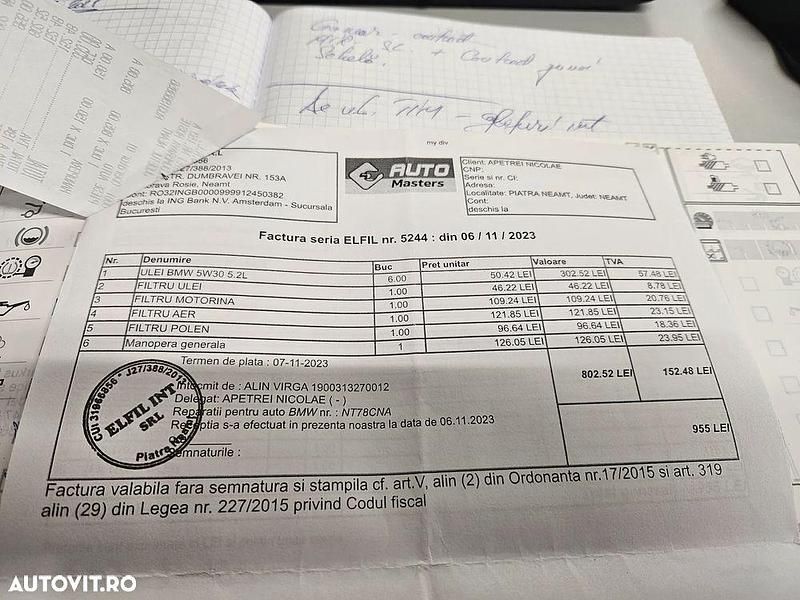 my div
27/388/2013
STR. DUMBRAVEI NR. 153A
Dumbrava Rosie, Neamt
Cont: RO32INGB0000999912450382
deschis la ING Bank N.V. Amsterdam - Sucursala
Bucuresti
AUTO
Masters
Client: APETREI NICOLAE
CNP:
Serie si nr. CI:
Adresa:
Localitate: PIATRA NEAMT, Judet: NEAMT
Cont:
deschis la
Factura seria ELFIL nr. 5244 : din 06 / 11 / 2023
Nr. Denumire Buc Pret unitar Valoare TVA
1 ULEI BMW 5W30 5.2L 6.00 50.42 LEI 302.52 LEI 57.48 LEI
2 FILTRU ULEI 1.00 46.22 LEI 46.22 LEI 8.78 LEI
3 FILTRU MOTORINA 1.00 109.24 LEI 109.24 LEI 20.76 LEI
4 FILTRU AER 1.00 121.85 LEI 121.85 LEI 23.15 LEI
5 FILTRU POLEN 1.00 96.64 LEI 96.64 LEI 18.36 LEI
6 Manopera generala 1 126.05 LEI 126.05 LEI 23.95 LEI
Termen de plata : 07-11-2023
802.52 LEI 152.48 LEI
Intocmit de : ALIN VIRGA 1900313270012
Delegat: APETREI NICOLAE ( - )
Reparatii pentru auto BMW nr. : NT78CNA
Receptia s-a efectuat in prezenta noastra la data de 06.11.2023
955 LEI
Semnaturile :
CUI 31966856 * J27/388/2013
ELFIL INT
SRL
Piatra Neamt
Factura valabila fara semnatura si stampila cf. art.V, alin (2) din Ordonanta nr.17/2015 si art. 319
alin (29) din Legea nr. 227/2015 privind Codul fiscal
AUTOVIT.RO